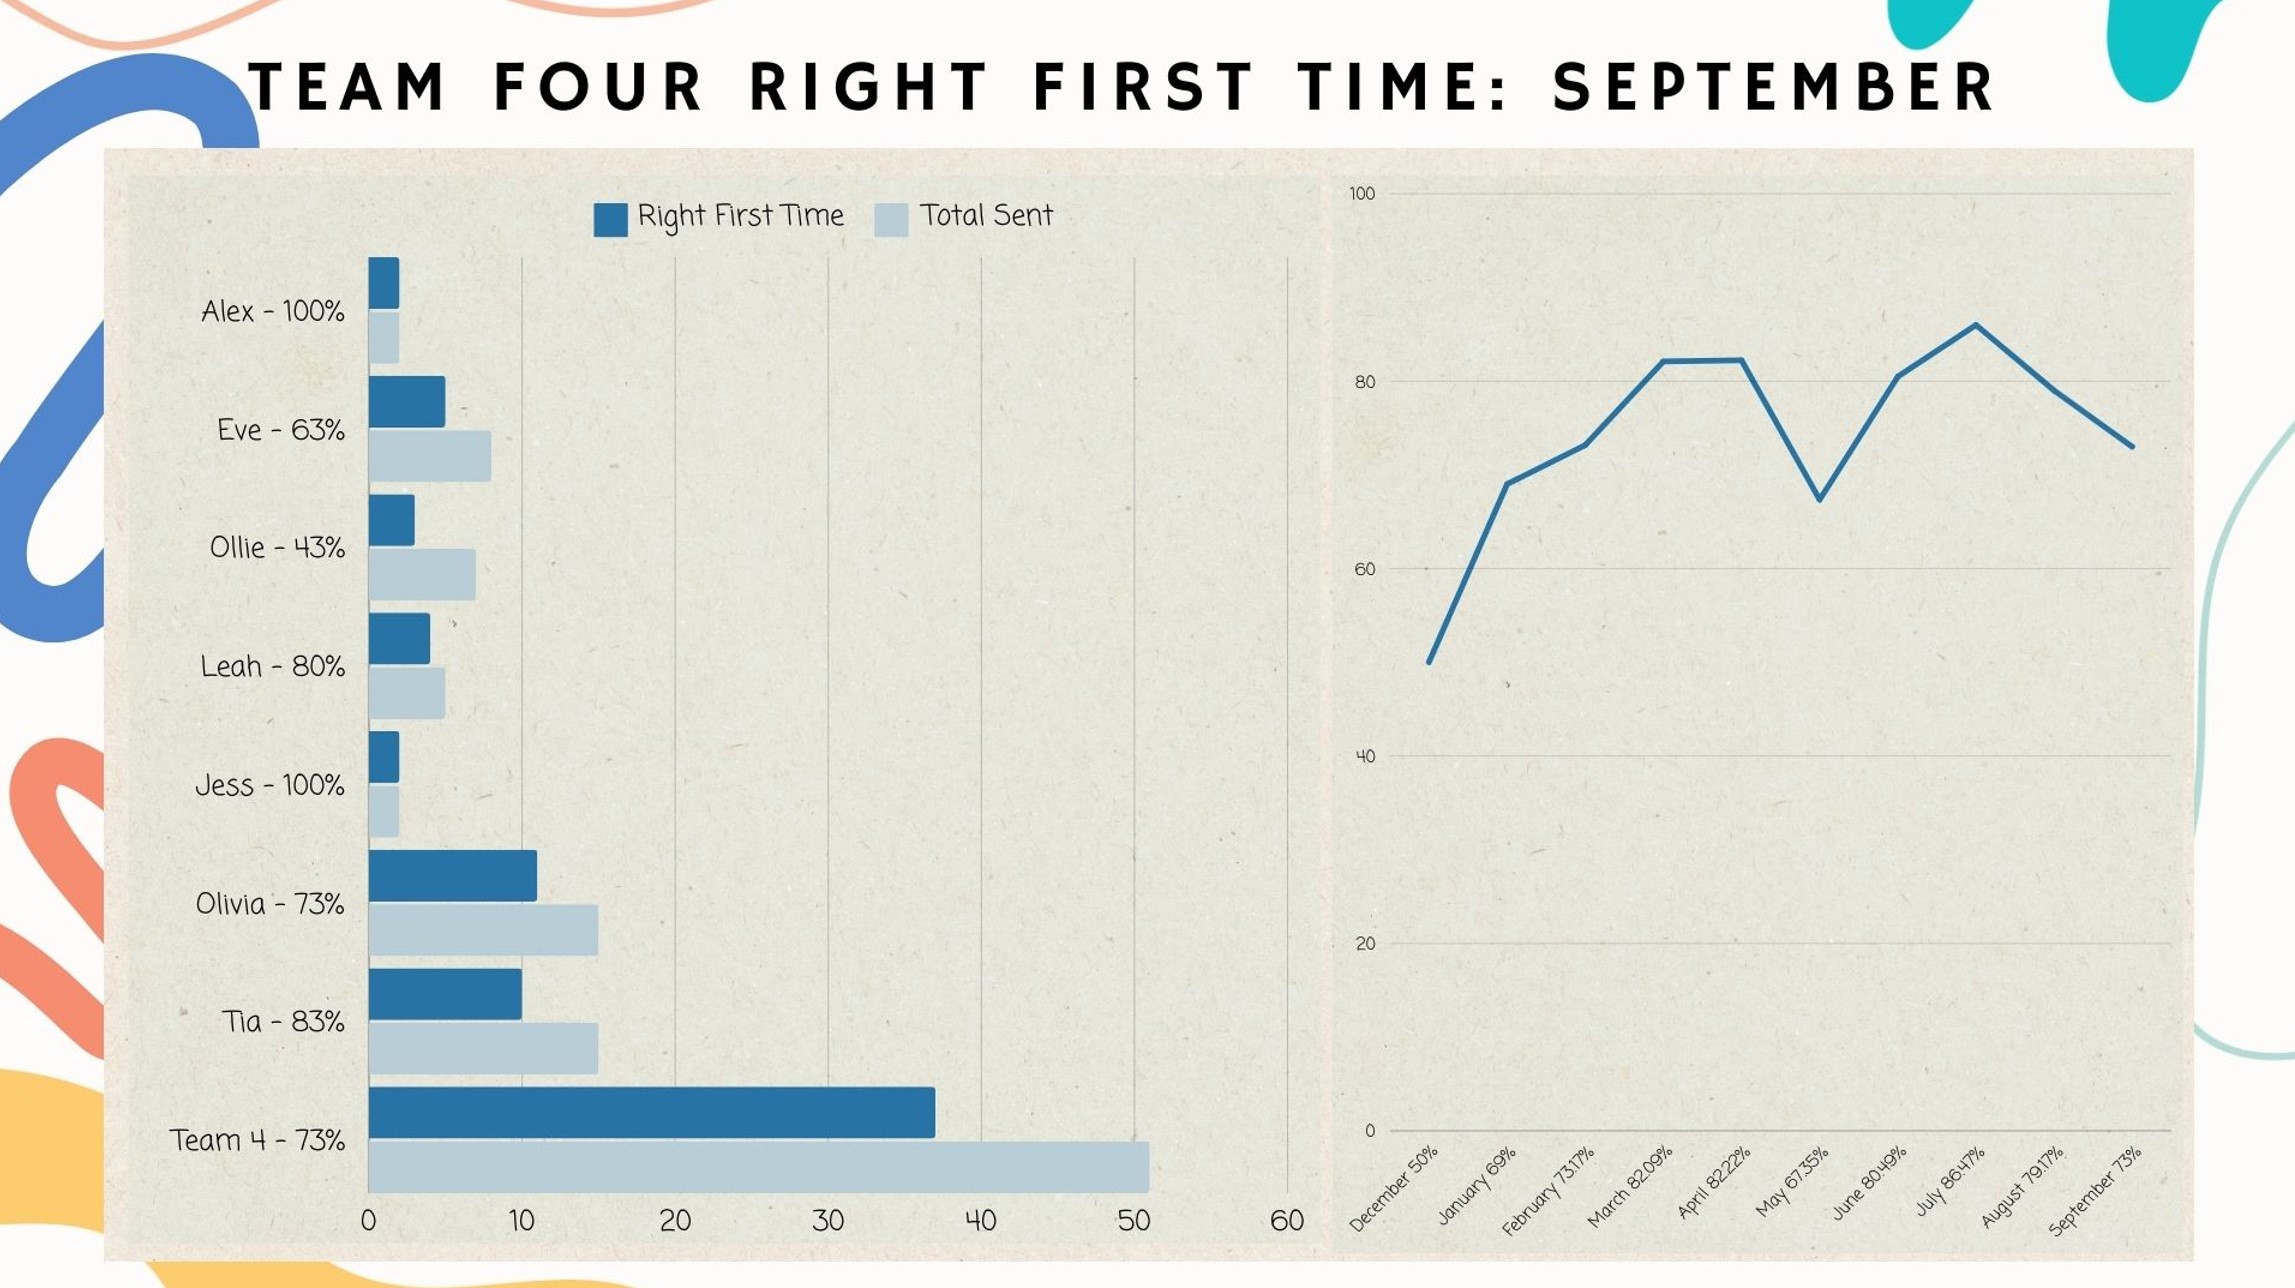 TEAM FOUR RIGHT FIRST TIME: SEPTEMBER
Right First Time Total Sent
Alex - 100%
Eve - 63%
Ollie - 43%
Leah - 80%
Jess - 100%
Olivia - 73%
Tia - 83%
Team 4 - 73%
0 10 20 30 40 50 60
100
80
60
40
20
0
December 50%
January 69%
February 73.17%
March 82.09%
April 82.22%
May 67.35%
June 80.49%
July 86.47%
August 79.17%
September 73%